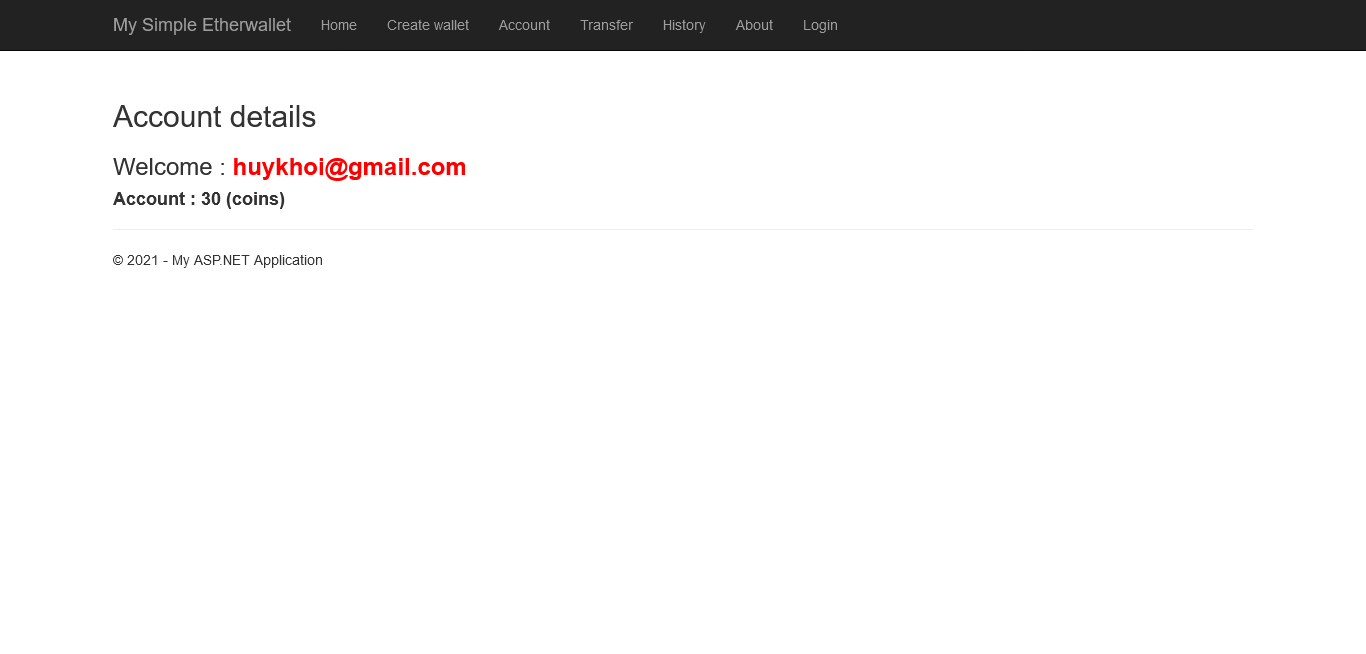 My Simple Etherwallet Home Create wallet Account Transfer History About Login
Account details
Welcome : huykhoi@gmail.com
Account : 30 (coins)
© 2021 - My ASP.NET Application